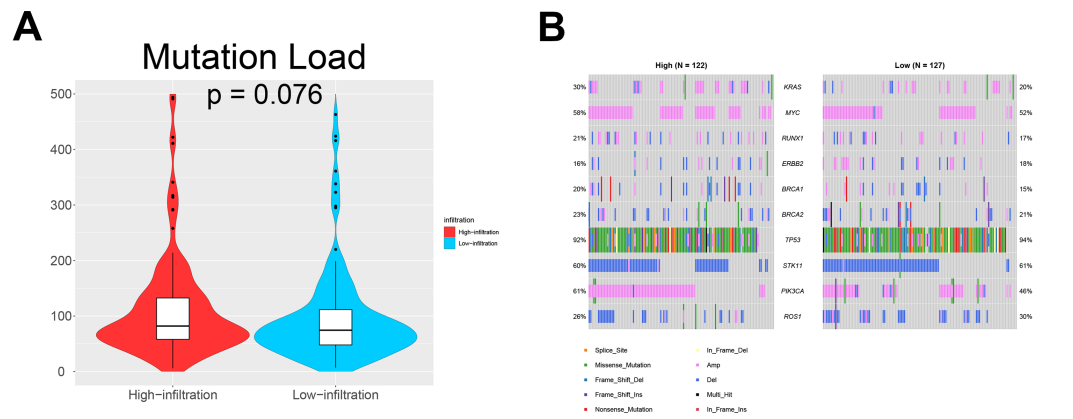 A
Mutation Load
p = 0.076
500
400
300
200
100
0
High−infiltration
Low−infiltration
infiltration
High−infiltration
Low−infiltration
B
High (N = 122)
Low (N = 127)
30% KRAS 20%
58% MYC 52%
21% RUNX1 17%
16% ERBB2 18%
20% BRCA1 15%
23% BRCA2 21%
92% TP53 94%
60% STK11 61%
61% PIK3CA 46%
26% ROS1 30%
Splice_Site
Missense_Mutation
Frame_Shift_Del
Frame_Shift_Ins
Nonsense_Mutation
In_Frame_Del
Amp
Del
Multi_Hit
In_Frame_Ins